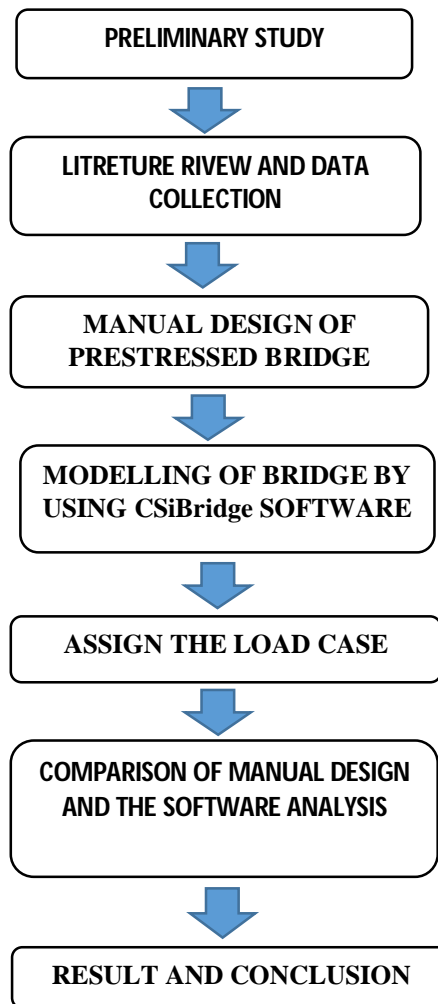 PRELIMINARY STUDY
LITRETURE RIVEW AND DATA
COLLECTION
MANUAL DESIGN OF
PRESTRESSED BRIDGE
MODELLING OF BRIDGE BY
USING CSiBridge SOFTWARE
ASSIGN THE LOAD CASE
COMPARISON OF MANUAL DESIGN
AND THE SOFTWARE ANALYSIS
RESULT AND CONCLUSION